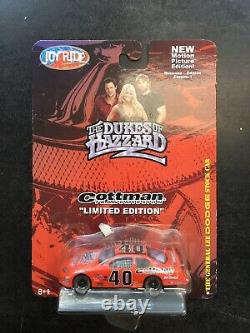 JOY RIDE
NEW
Motion
Picture
Edition!
THE DUKES OF
HAZZARD
Cottman
"LIMITED EDITION"
THE GENERAL LEE DODGE STOCK CAR
Cottman
40
8+